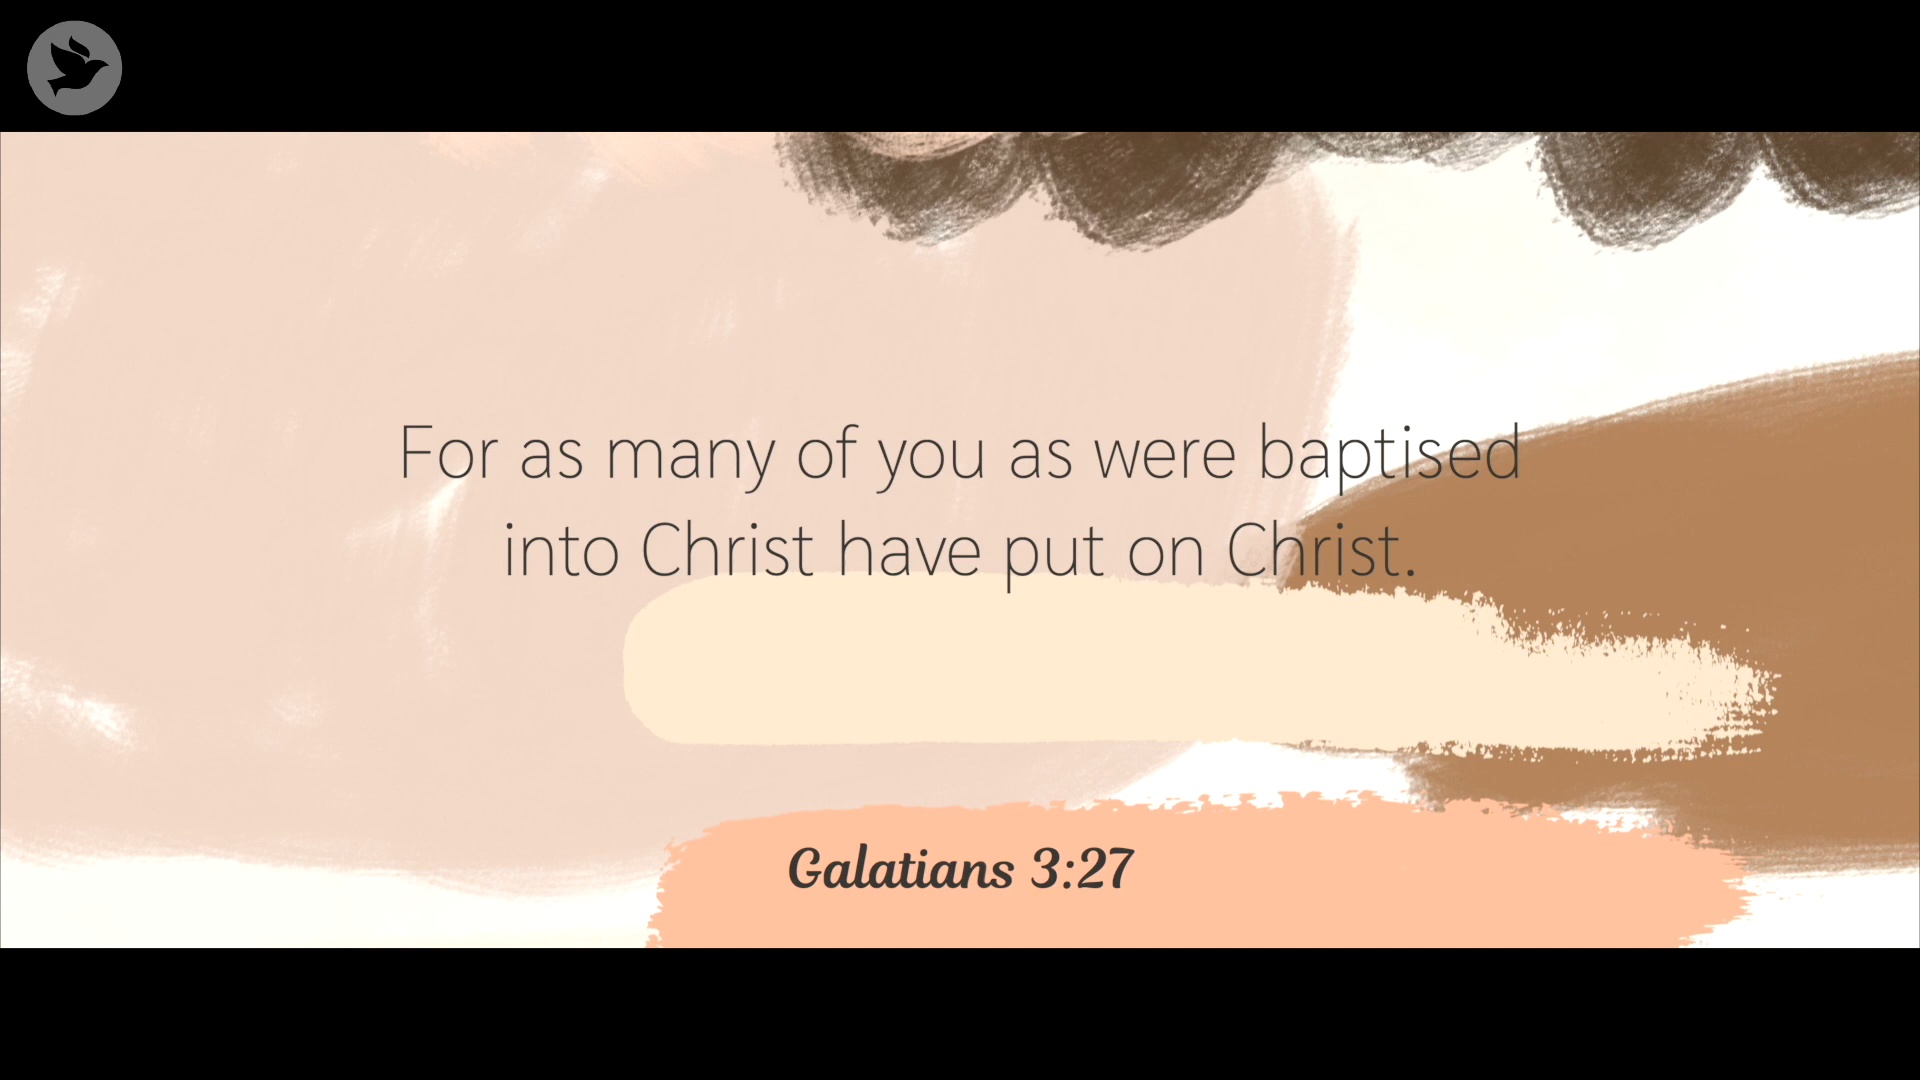 For as many of you as were baptised
into Christ have put on Christ.
Galatians 3:27